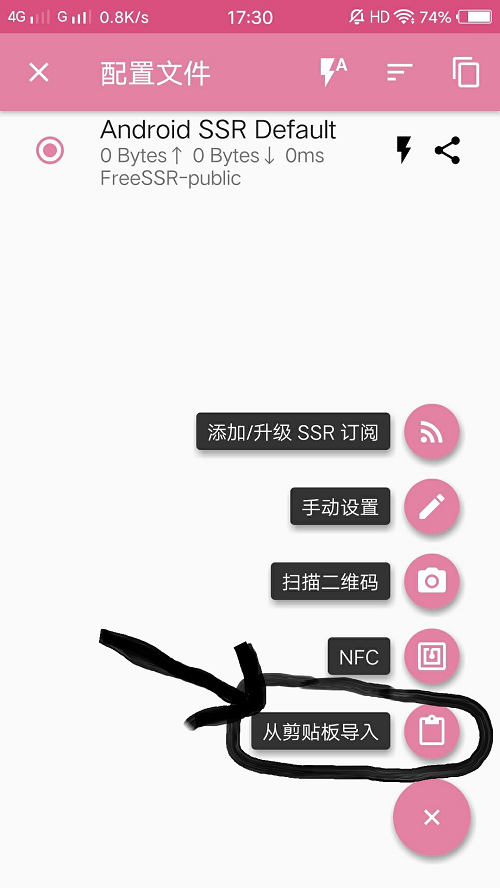 4G G 0.8K/s 17:30 HD 74%
配置文件 A
Android SSR Default
0 Bytes↑ 0 Bytes↓ 0ms
FreeSSR-public
添加/升级 SSR 订阅
手动设置
扫描二维码
NFC
从剪贴板导入